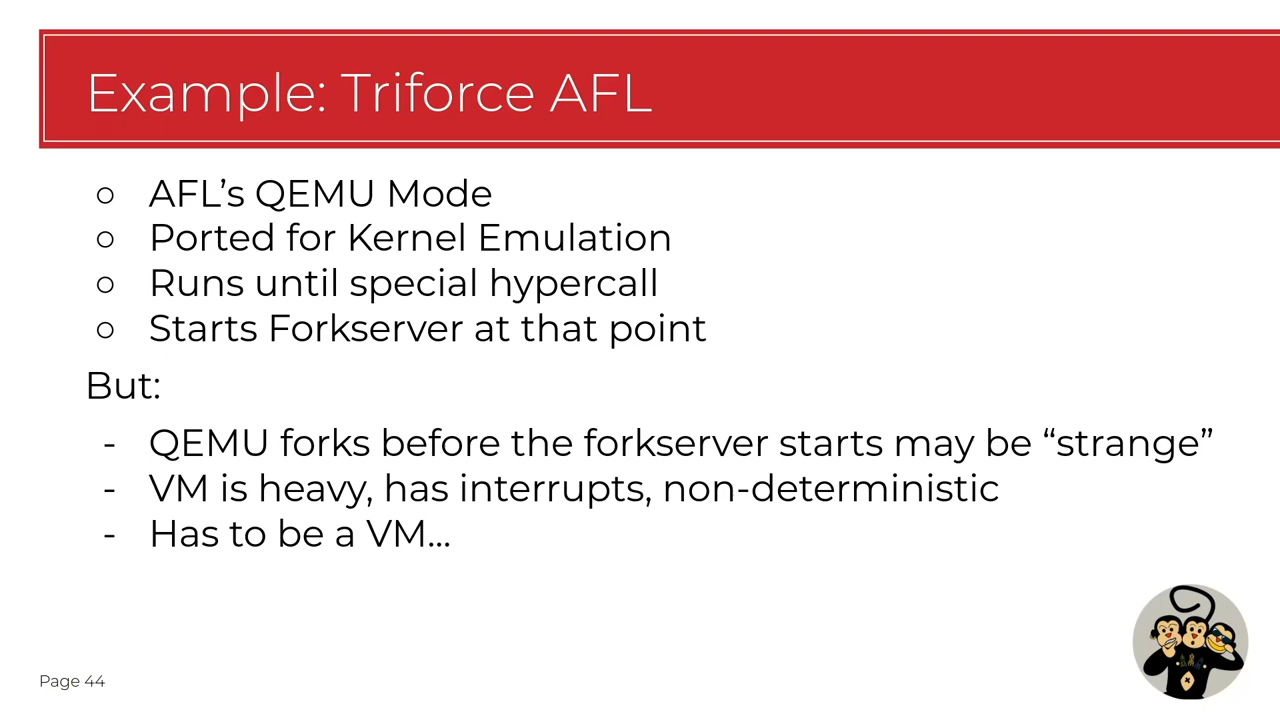 Example: Triforce AFL
○ AFL’s QEMU Mode
○ Ported for Kernel Emulation
○ Runs until special hypercall
○ Starts Forkserver at that point
But:
- QEMU forks before the forkserver starts may be “strange”
- VM is heavy, has interrupts, non-deterministic
- Has to be a VM…
Page 44